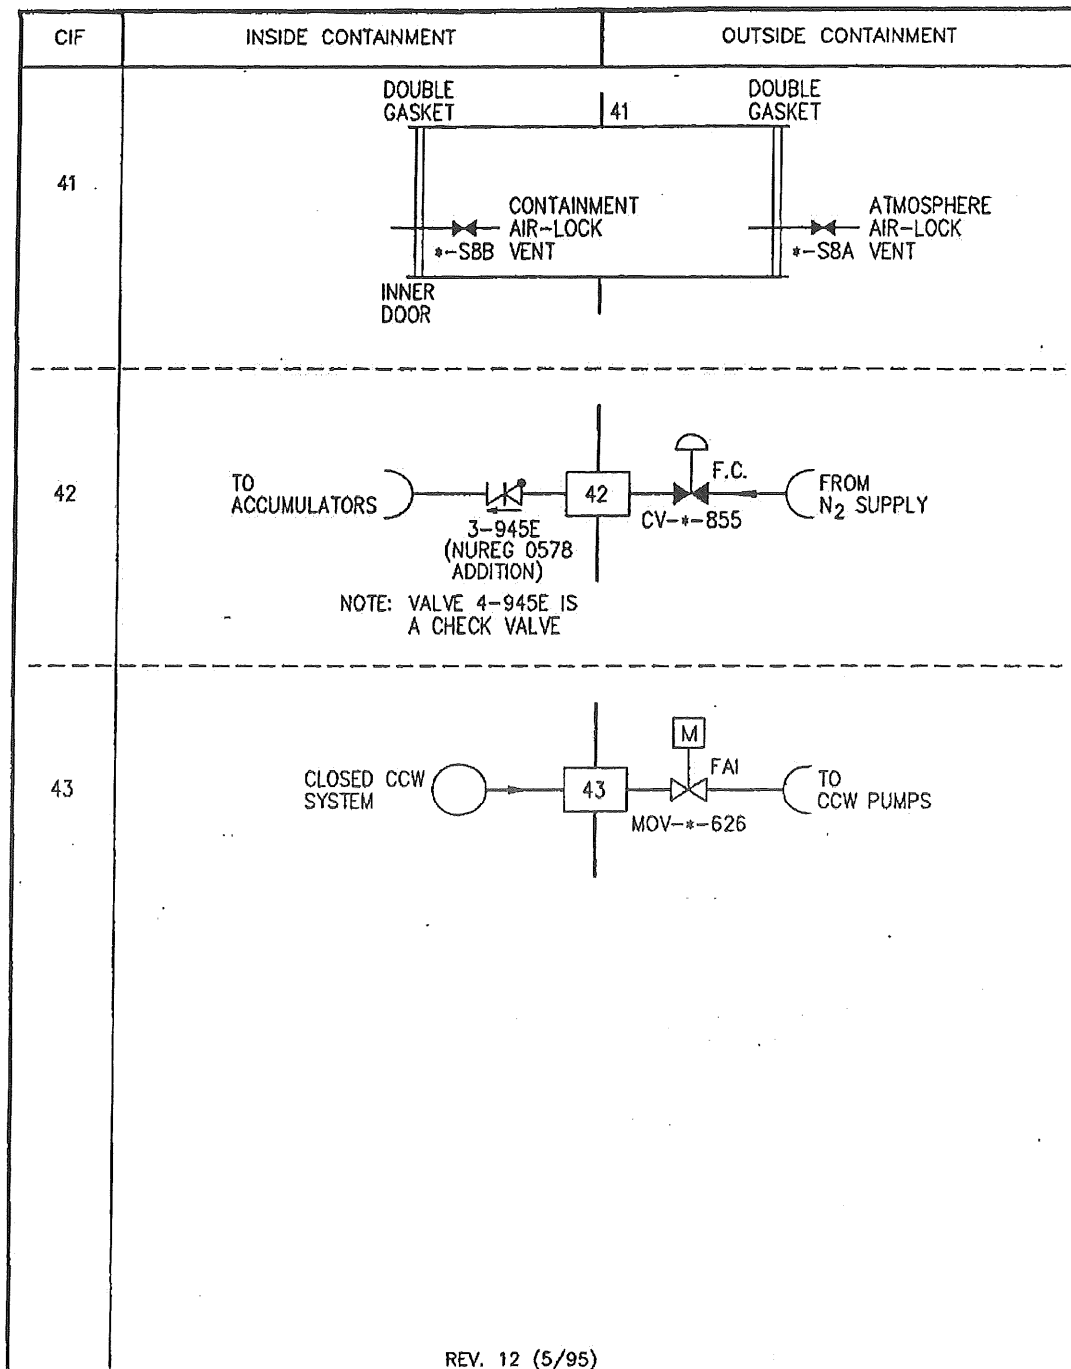 CIF
INSIDE CONTAINMENT
OUTSIDE CONTAINMENT
DOUBLE
GASKET
41
DOUBLE
GASKET
41
CONTAINMENT
AIR-LOCK
VENT
*-S8B
ATMOSPHERE
AIR-LOCK
VENT
*-S8A
INNER
DOOR
42
TO
ACCUMULATORS
3-945E
(NUREG 0578
ADDITION)
NOTE: VALVE 4-945E IS
A CHECK VALVE
42
F.C.
CV-*-855
FROM
N2 SUPPLY
43
CLOSED CCW
SYSTEM
43
M
FAI
MOV-*-626
TO
CCW PUMPS
REV. 12 (5/95)